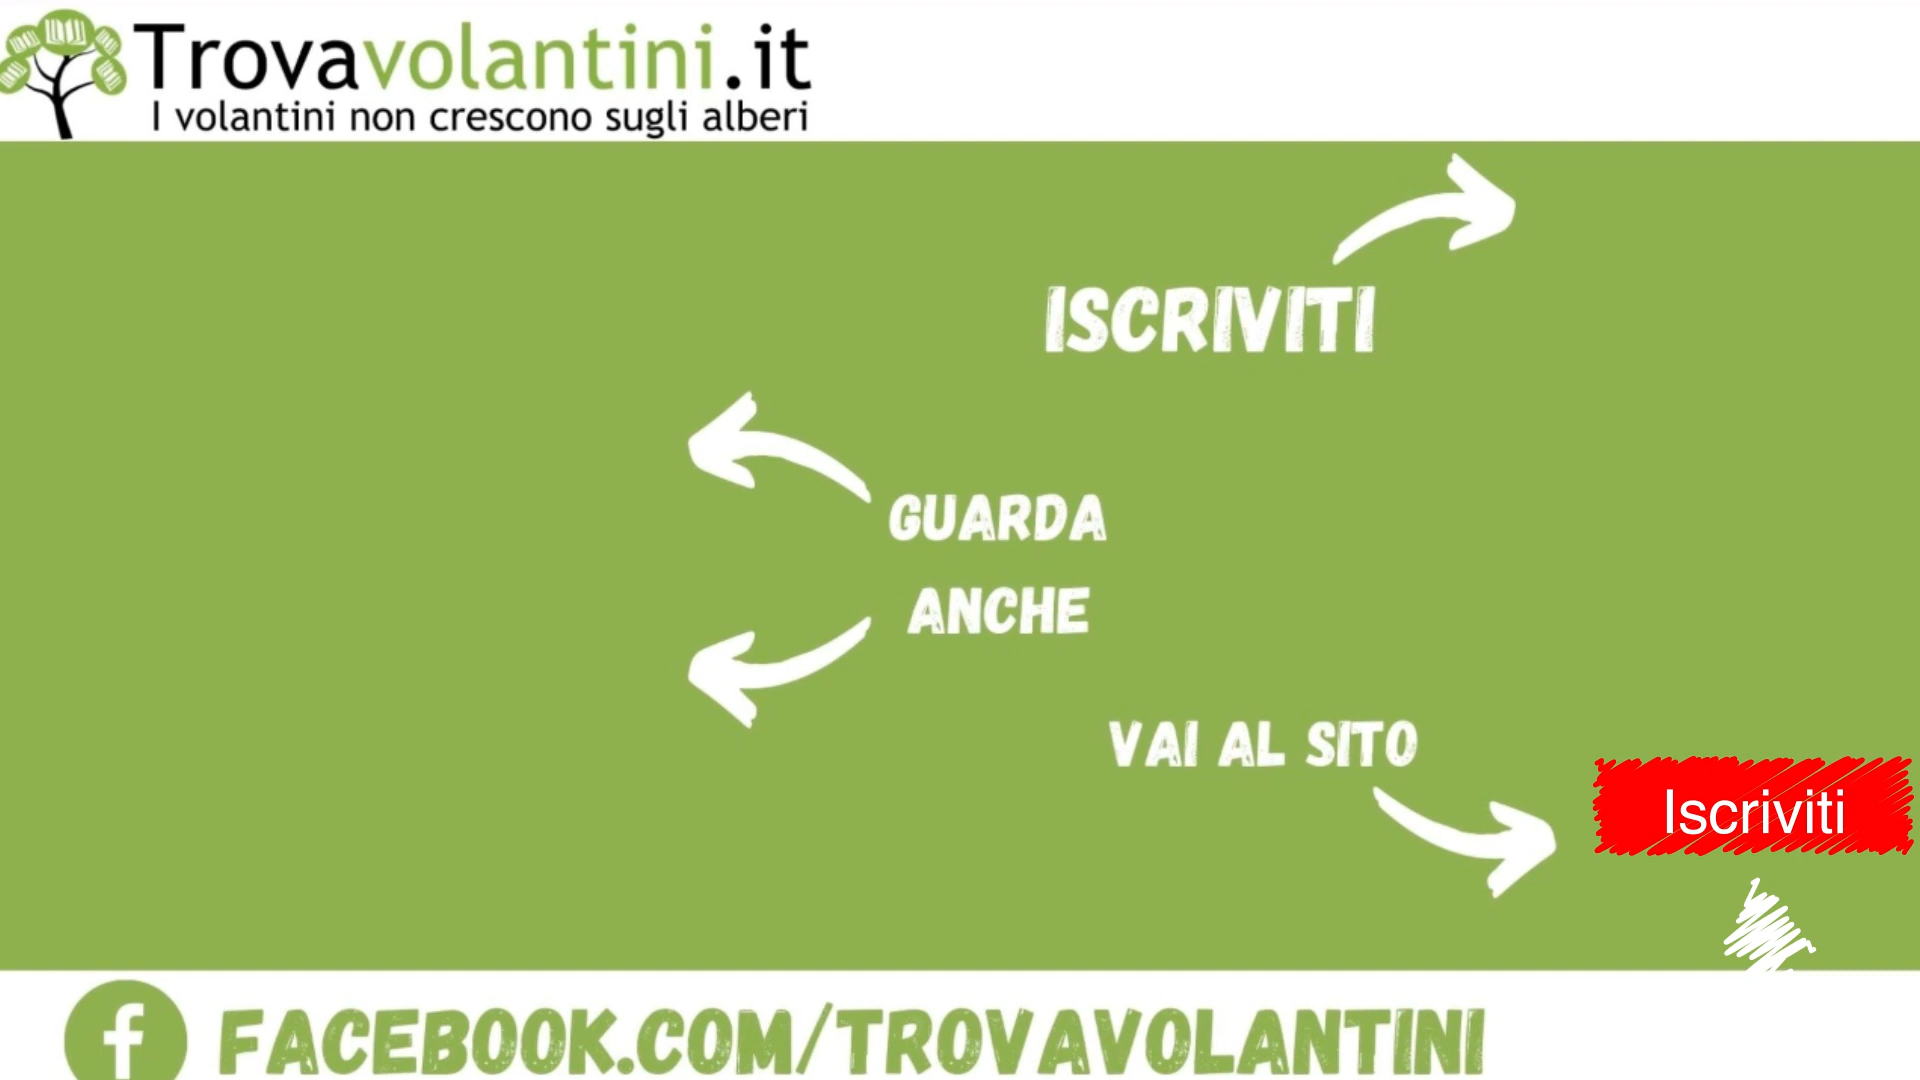 Trovavolantini.it
I volantini non crescono sugli alberi
ISCRIVITI
GUARDA
ANCHE
VAI AL SITO
Iscriviti
f FACEBOOK.COM/TROVAVOLANTINI